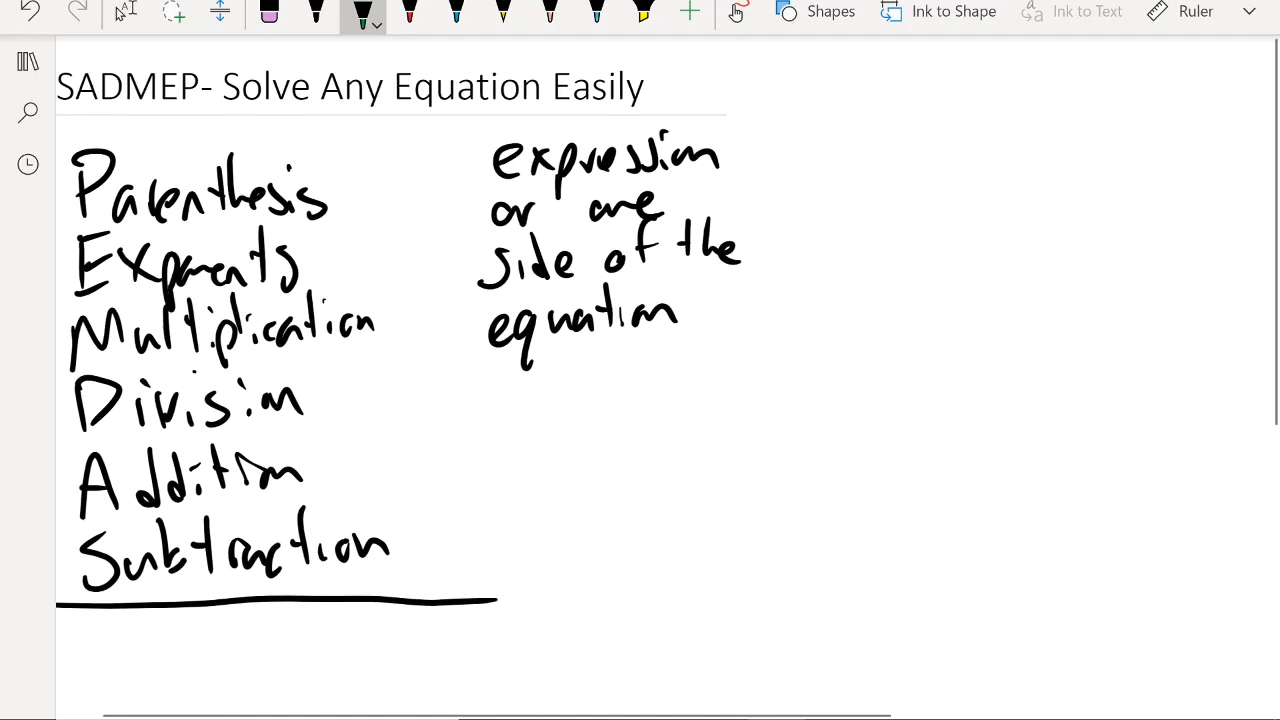 Shapes Ink to Shape Ink to Text Ruler
SADMEP- Solve Any Equation Easily
Parenthesis
Exponents
Multiplication
Division
Addition
Subtraction
expression
or one
side of the
equation